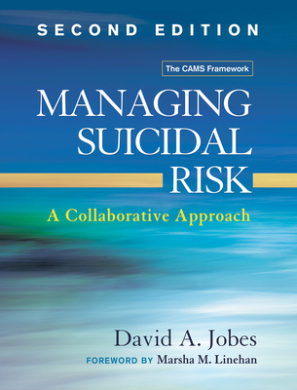 SECOND EDITION
The CAMS Framework
MANAGING
SUICIDAL
RISK
A Collaborative Approach
David A. Jobes
FOREWORD BY Marsha M. Linehan